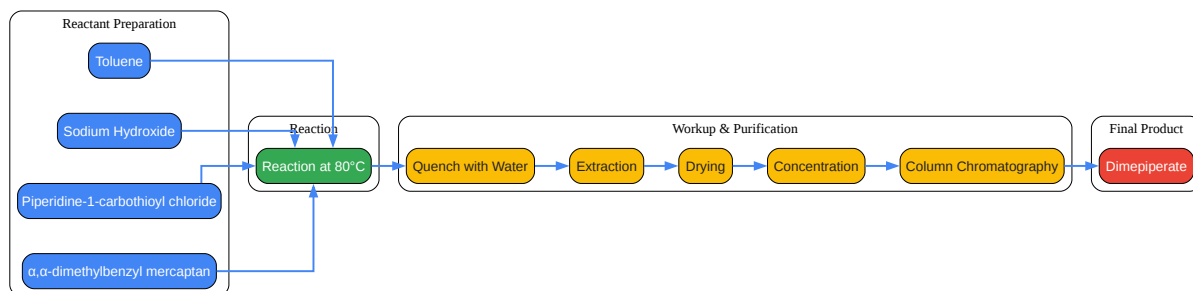 Reactant Preparation
Toluene
Sodium Hydroxide
Piperidine-1-carbothioyl chloride
α,α-dimethylbenzyl mercaptan
Reaction
Reaction at 80°C
Workup & Purification
Quench with Water
Extraction
Drying
Concentration
Column Chromatography
Final Product
Dimepiperate